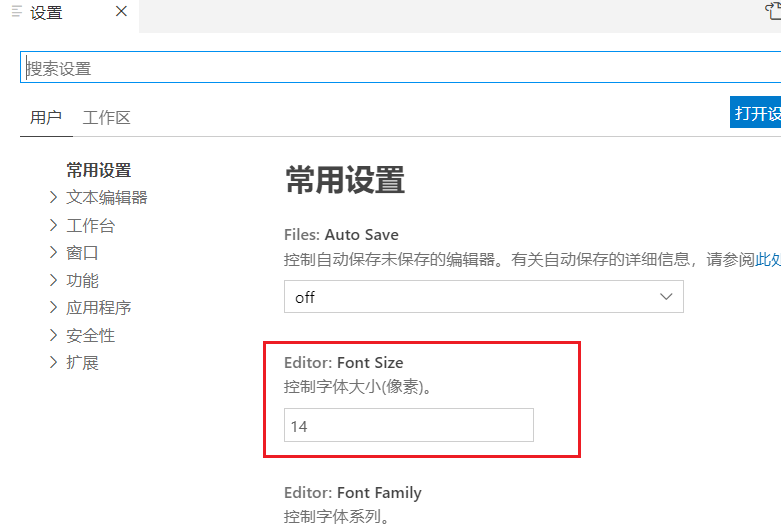 设置
搜索设置
用户 工作区
打开设
常用设置
文本编辑器
工作台
窗口
功能
应用程序
安全性
扩展
常用设置
Files: Auto Save
控制自动保存未保存的编辑器。有关自动保存的详细信息，请参阅此处
off
Editor: Font Size
控制字体大小(像素)。
14
Editor: Font Family
控制字体系列。